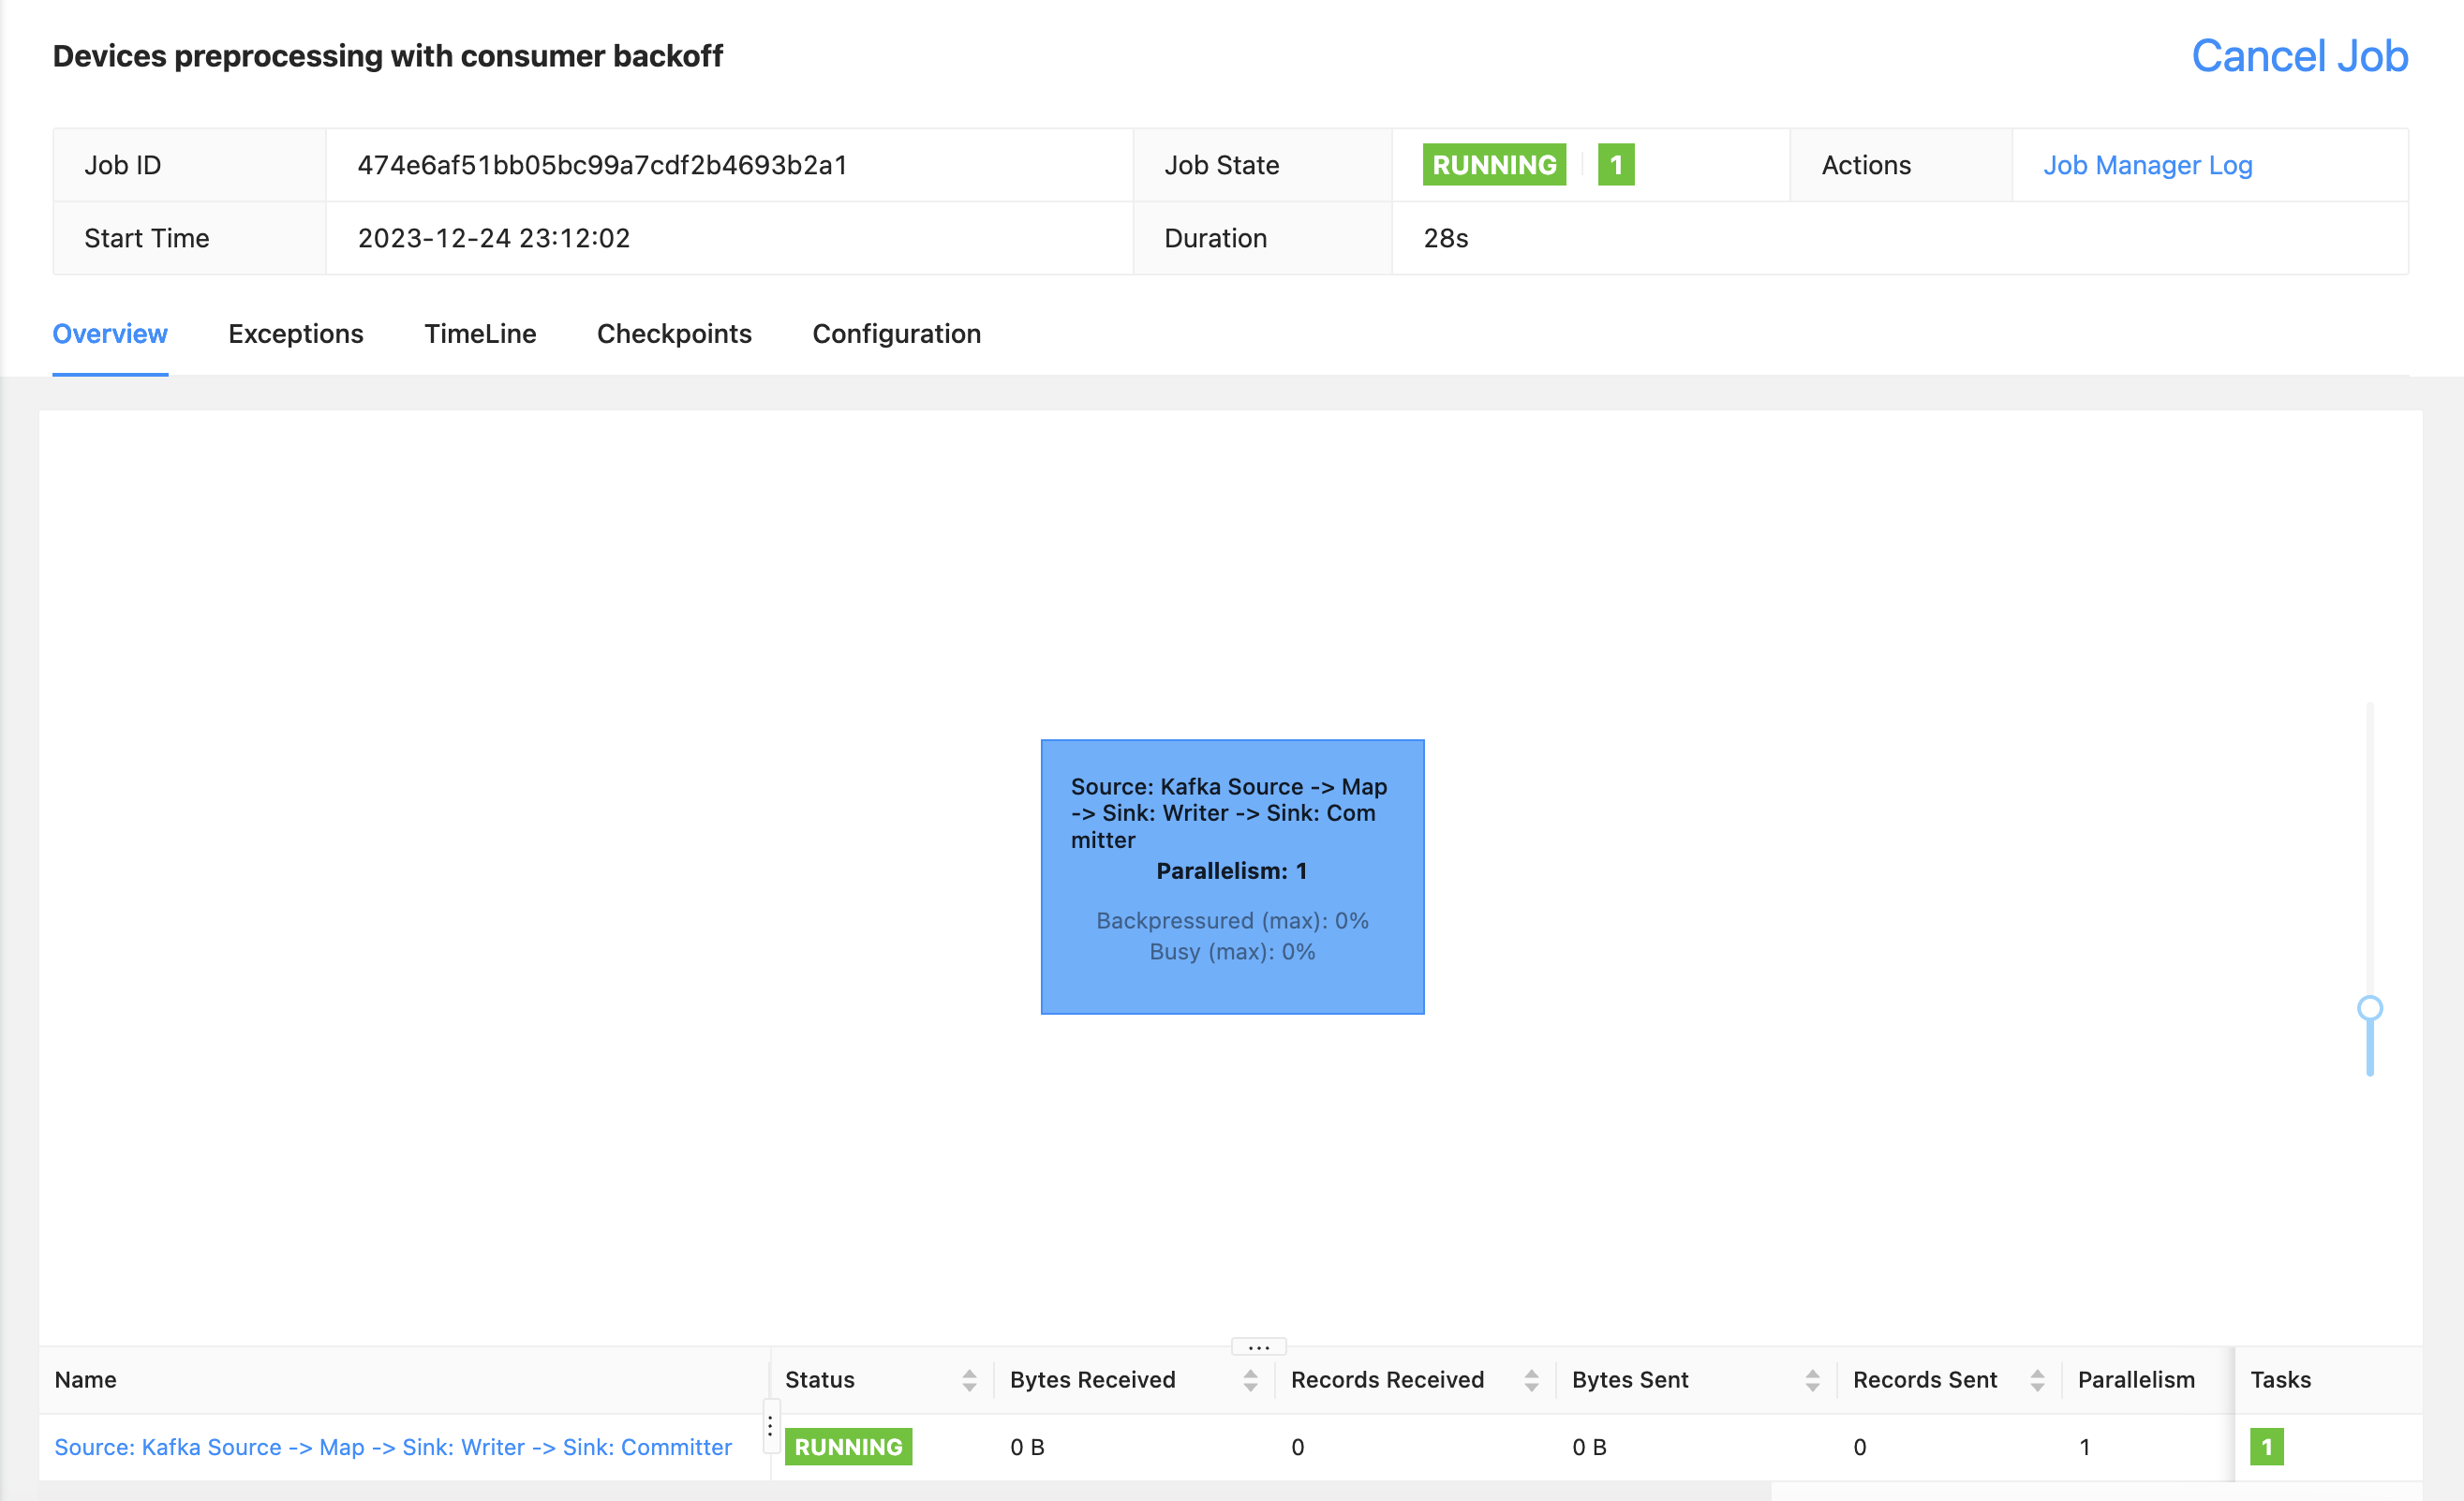 Devices preprocessing with consumer backoff
Cancel Job
Job ID 474e6af51bb05bc99a7cdf2b4693b2a1 Job State RUNNING 1 Actions Job Manager Log
Start Time 2023-12-24 23:12:02 Duration 28s
Overview Exceptions TimeLine Checkpoints Configuration
Source: Kafka Source -> Map
-> Sink: Writer -> Sink: Com
mitter
Parallelism: 1
Backpressured (max): 0%
Busy (max): 0%
Name Status Bytes Received Records Received Bytes Sent Records Sent Parallelism Tasks
Source: Kafka Source -> Map -> Sink: Writer -> Sink: Committer RUNNING 0 B 0 0 B 0 1 1